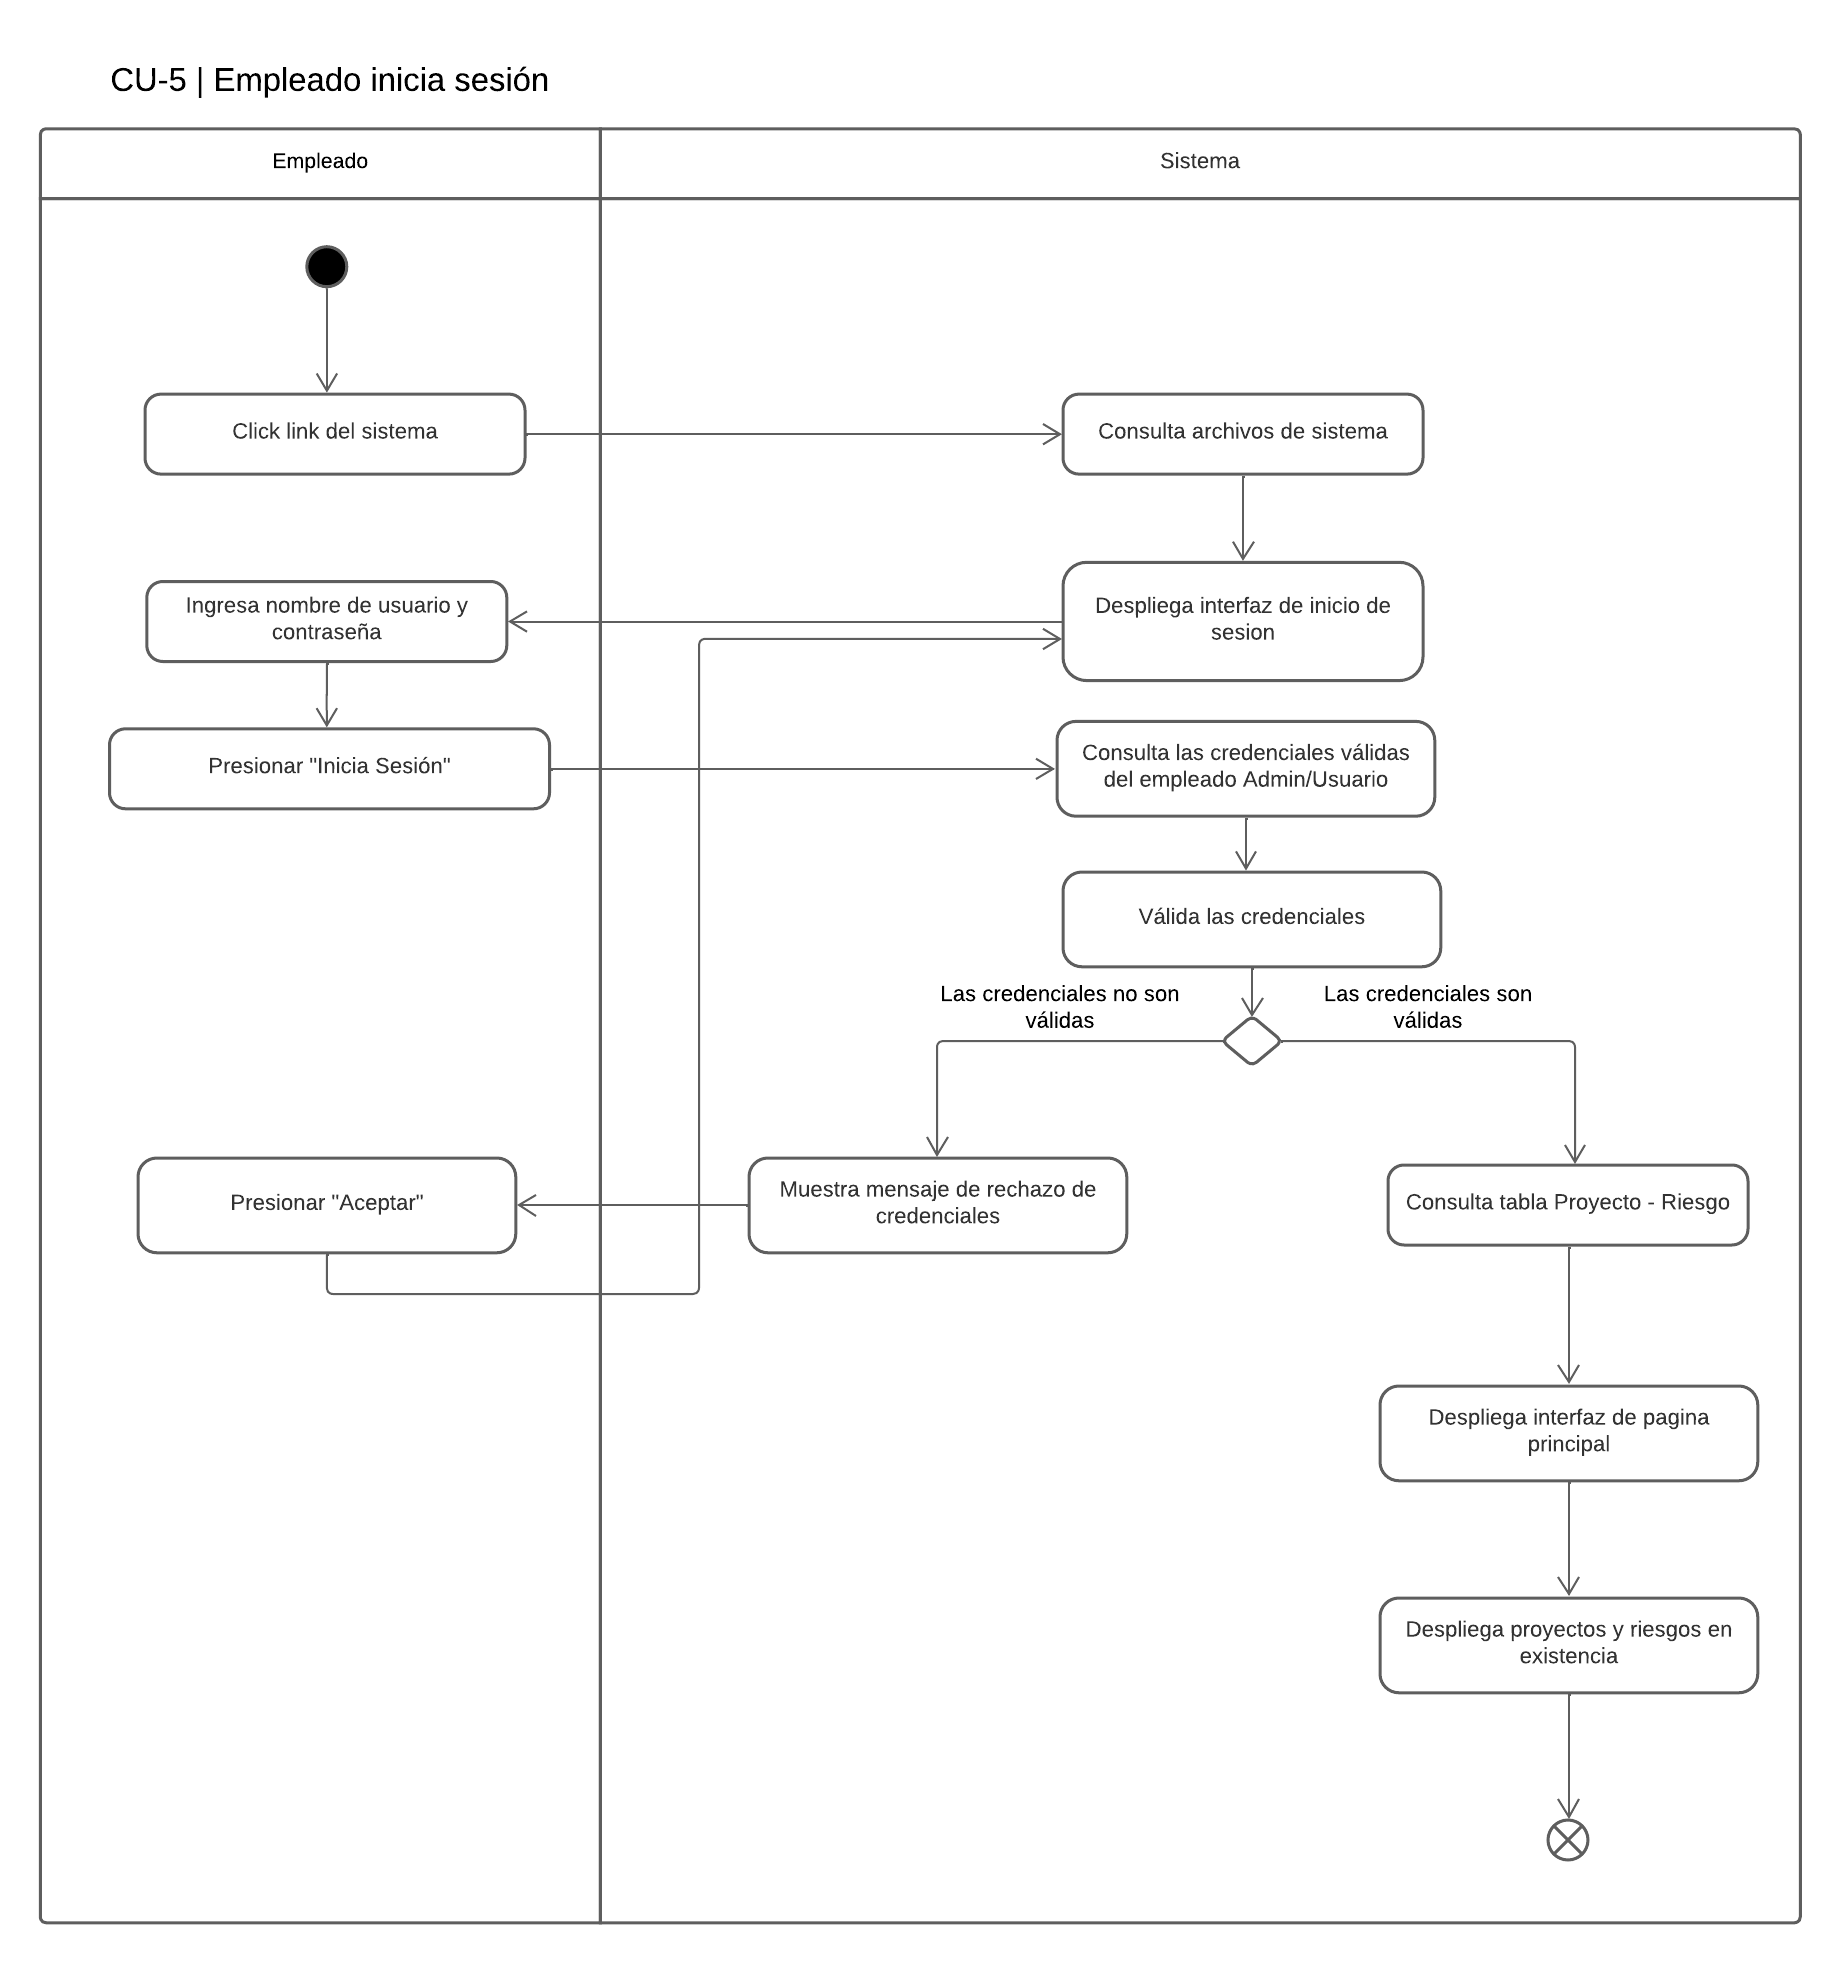 CU-5 | Empleado inicia sesión
Empleado
Sistema
Click link del sistema
Consulta archivos de sistema
Ingresa nombre de usuario y
contraseña
Despliega interfaz de inicio de
sesion
Presionar "Inicia Sesión"
Consulta las credenciales válidas
del empleado Admin/Usuario
Válida las credenciales
Las credenciales no son
válidas
Las credenciales son
válidas
Presionar "Aceptar"
Muestra mensaje de rechazo de
credenciales
Consulta tabla Proyecto - Riesgo
Despliega interfaz de pagina
principal
Despliega proyectos y riesgos en
existencia